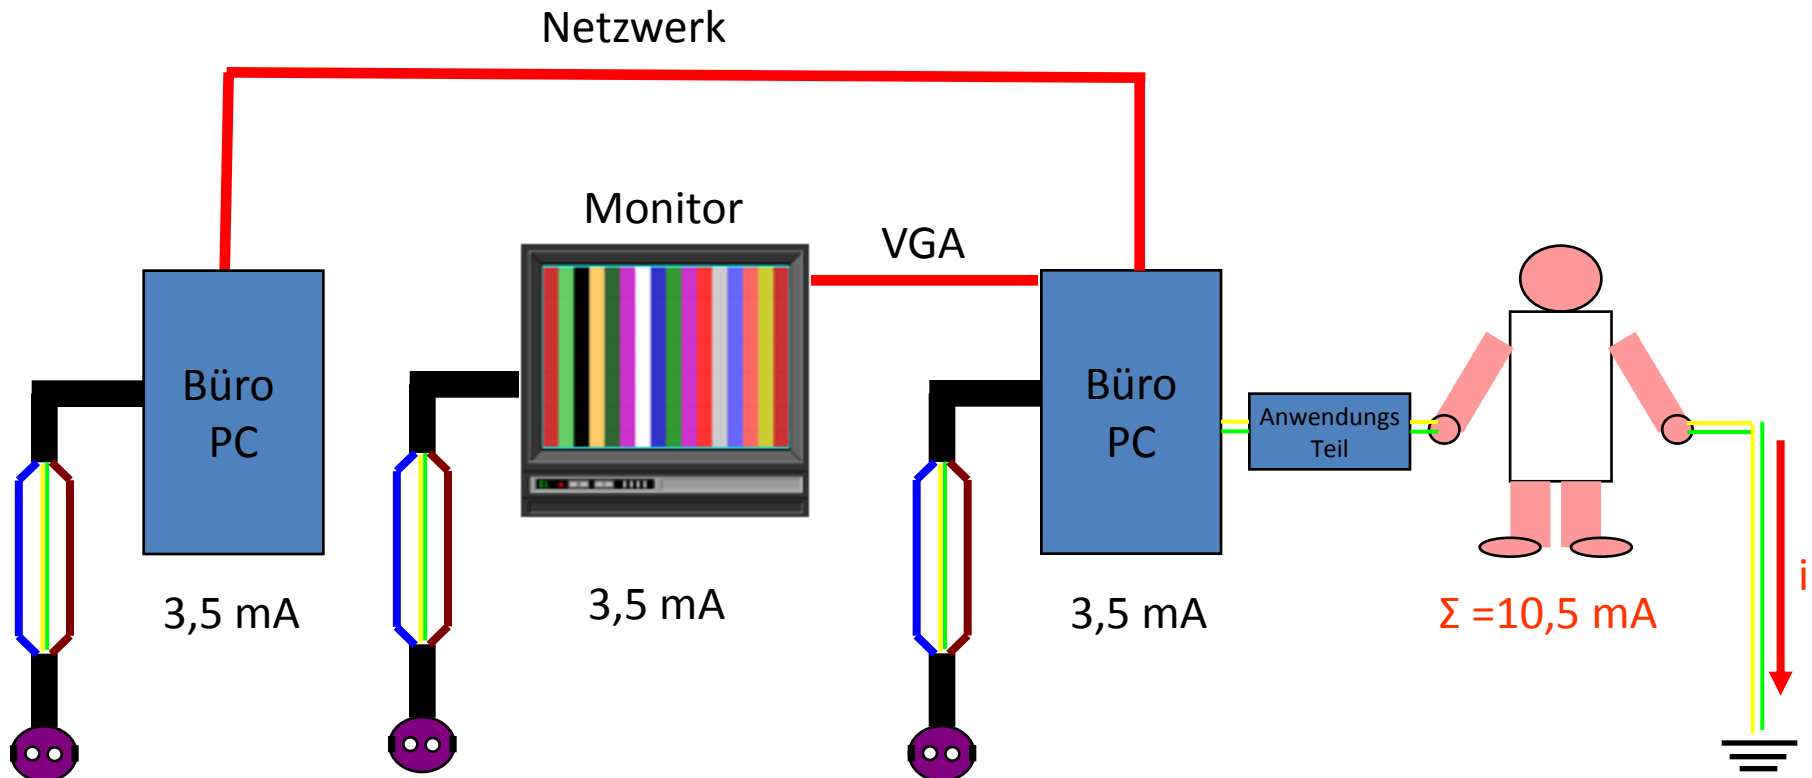 Netzwerk
Monitor
VGA
Büro
PC
Büro
PC
Anwendungs
Teil
3,5 mA
3,5 mA
3,5 mA
Σ =10,5 mA
i